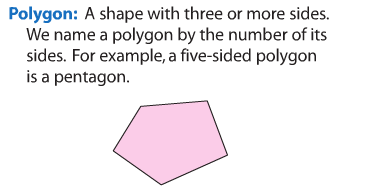 Polygon: A shape with three or more sides.
We name a polygon by the number of its
sides. For example, a five-sided polygon
is a pentagon.